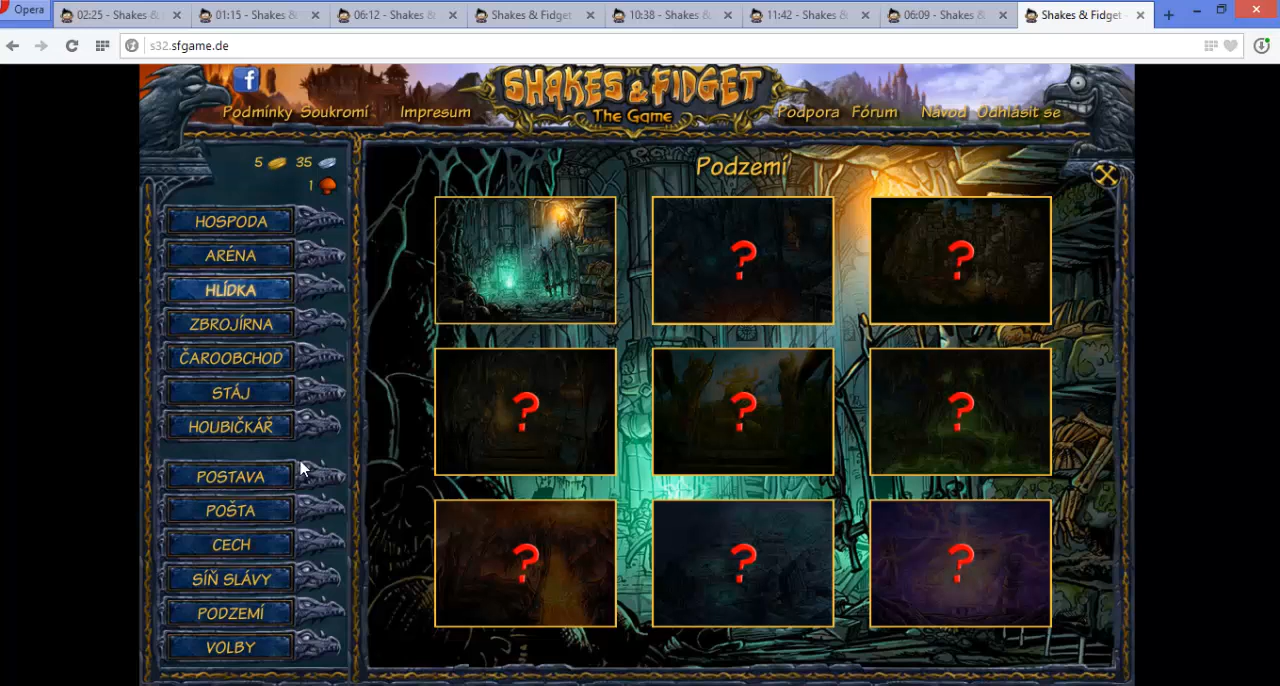 Opera
02:25 - Shakes &
01:15 - Shakes &
06:12 - Shakes &
Shakes & Fidget
10:38 - Shakes &
11:42 - Shakes &
06:09 - Shakes &
Shakes & Fidget -
s32.sfgame.de
SHAKES & FIDGET
The Game
Podmínky Soukromí Impresum
Podpora Fórum Návod Odhlásit se
5 35
1
Podzemí
HOSPODA
ARÉNA
HLÍDKA
ZBROJÍRNA
ČAROOBCHOD
STÁJ
HOUBIČKÁŘ
POSTAVA
POŠTA
CECH
SÍŇ SLÁVY
PODZEMÍ
VOLBY
? ?
? ? ?
? ? ?